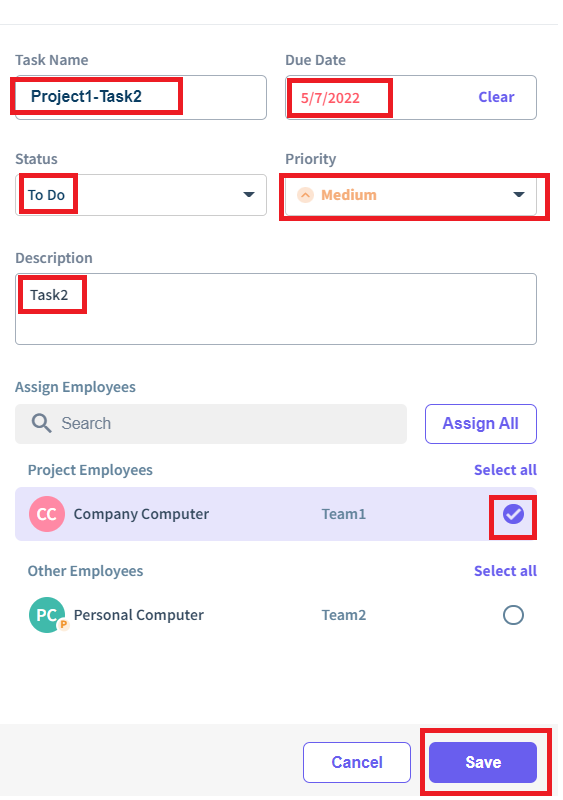 Task Name
Due Date
Project1-Task2
5/7/2022
Clear
Status
Priority
To Do
Medium
Description
Task2
Assign Employees
Search
Assign All
Project Employees
Select all
CC
Company Computer
Team1
Other Employees
Select all
PC
P
Personal Computer
Team2
Cancel
Save